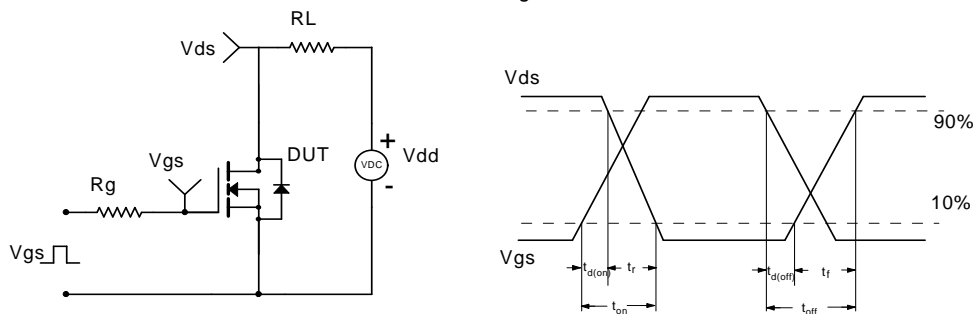 g
RL
Vds
Vgs
DUT
VDC
+
-
Vdd
Rg
Vgs
Vds
90%
10%
Vgs
td(on)
tr
td(off)
tf
ton
toff